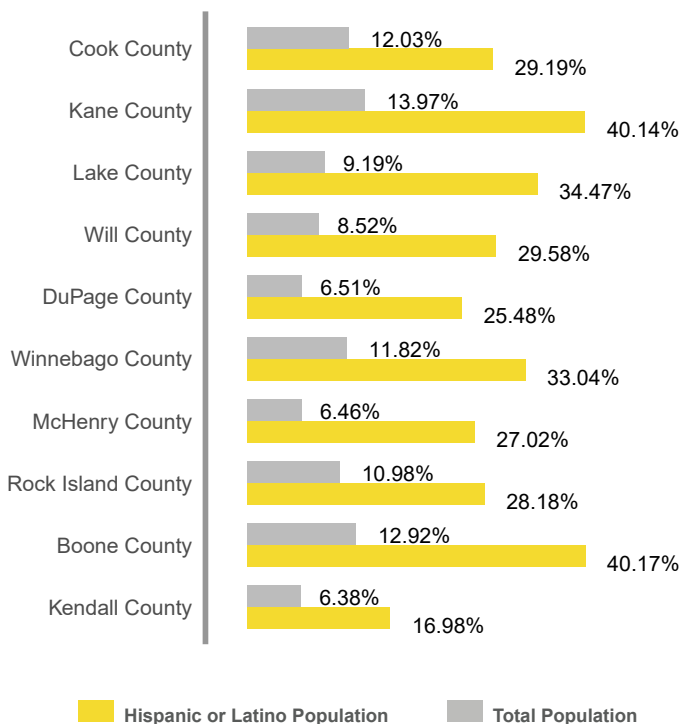 Cook County
12.03%
29.19%
Kane County
13.97%
40.14%
Lake County
9.19%
34.47%
Will County
8.52%
29.58%
DuPage County
6.51%
25.48%
Winnebago County
11.82%
33.04%
McHenry County
6.46%
27.02%
Rock Island County
10.98%
28.18%
Boone County
12.92%
40.17%
Kendall County
6.38%
16.98%
Hispanic or Latino Population
Total Population